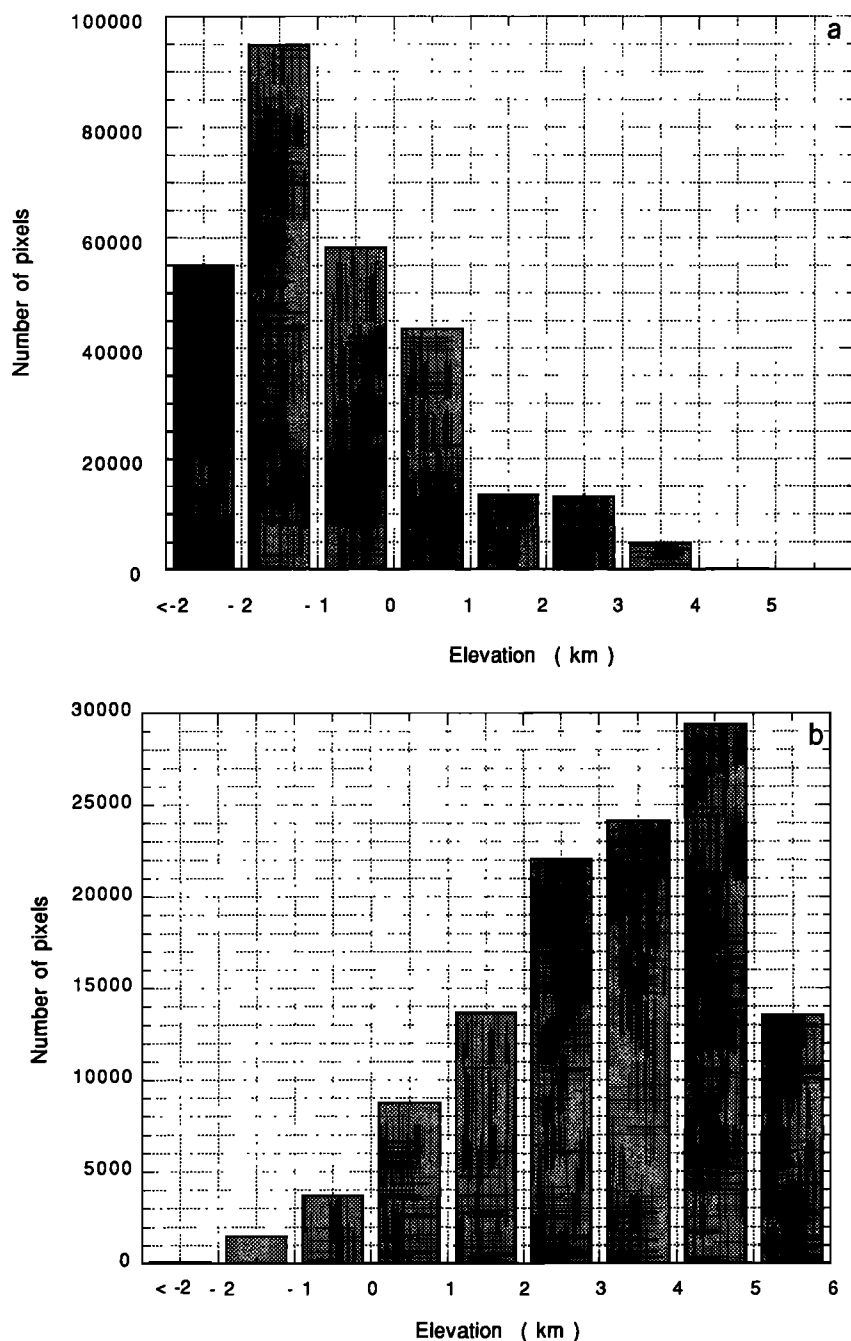 100000
80000
60000
40000
20000
0
Number of pixels
a
<-2 - 2 - 1 0 1 2 3 4 5
Elevation ( km )
30000
25000
20000
15000
10000
5000
0
Number of pixels
b
< -2 - 2 - 1 0 1 2 3 4 5 6
Elevation ( km )